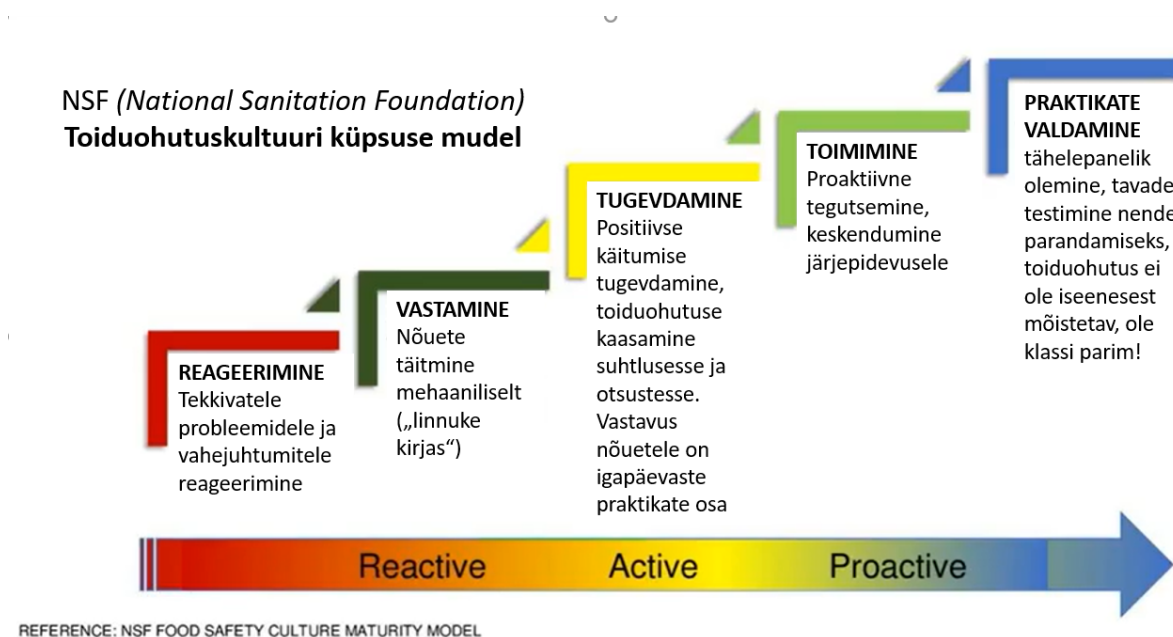 NSF (National Sanitation Foundation)
Toiduohutuskultuuri küpsuse mudel
REAGEERIMINE
Tekkivatele
probleemidele ja
vahejuhtumitele
reageerimine
VASTAMINE
Nõuete
täitmine
mehaaniliselt
(„linnuke
kirjas“)
TUGEVDAMINE
Positiivse
käitumise
tugevdamine,
toiduohutuse
kaasamine
suhtlusesse ja
otsustesse.
Vastavus
nõuetele on
igapäevaste
praktikate osa
TOIMIMINE
Proaktiivne
tegutsemine,
keskendumine
järjepidevusele
PRAKTIKATE
VALDAMINE
tähelepanelik
olemine, tavade
testimine nende
parandamiseks,
toiduohutus ei
ole iseenesest
mõistetav, ole
klassi parim!
Reactive
Active
Proactive
REFERENCE: NSF FOOD SAFETY CULTURE MATURITY MODEL